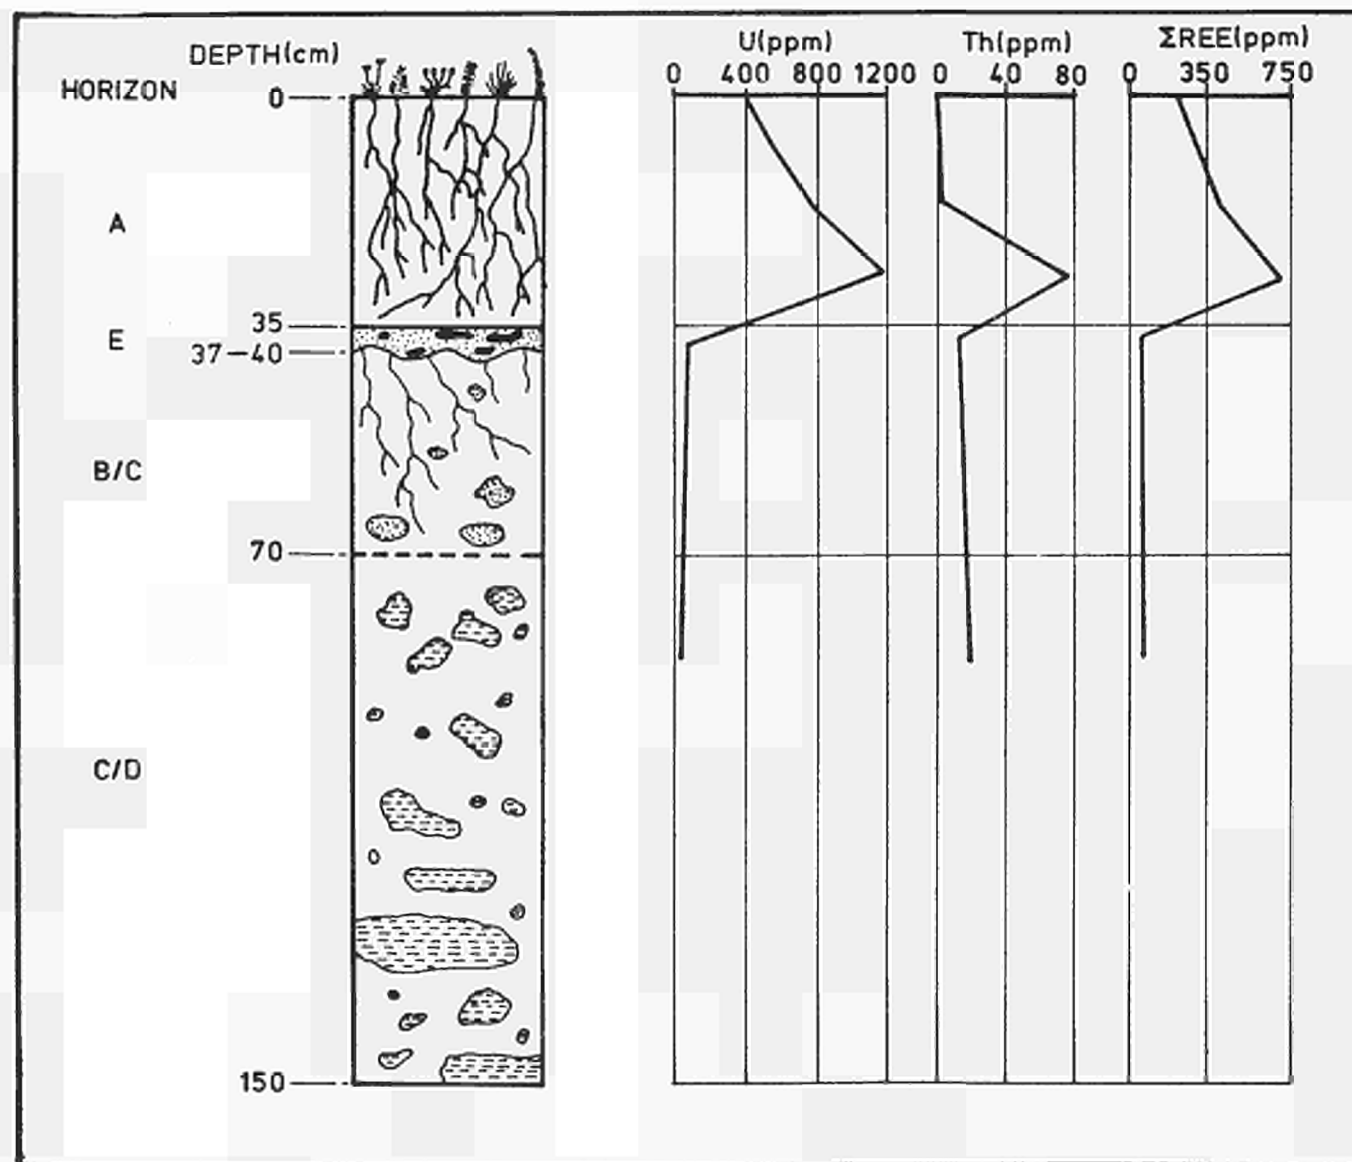 DEPTH(cm)
HORIZON
U(ppm) Th(ppm) ΣREE(ppm)
0 400 800 1200 0 40 80 0 350 750
0
A
35
E
37-40
B/C
70
C/D
150